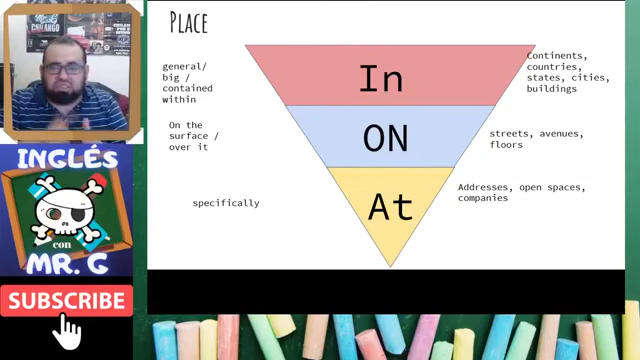 PLACE
general/
big /
contained
within
In
Continents,
countries,
states, cities,
buildings
On the
surface /
over it
ON
streets, avenues,
floors
specifically
At
Addresses, open spaces,
companies
INGLÉS
con
MR. G
SUBSCRIBE